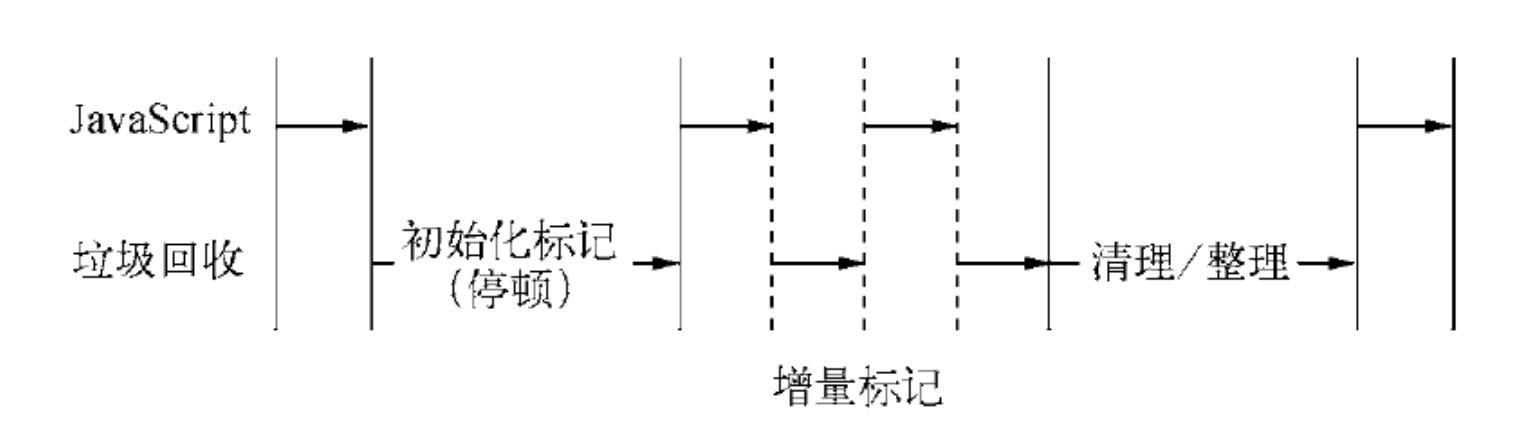 JavaScript
垃圾回收
初始化标记
（停顿）
清理/整理
增量标记